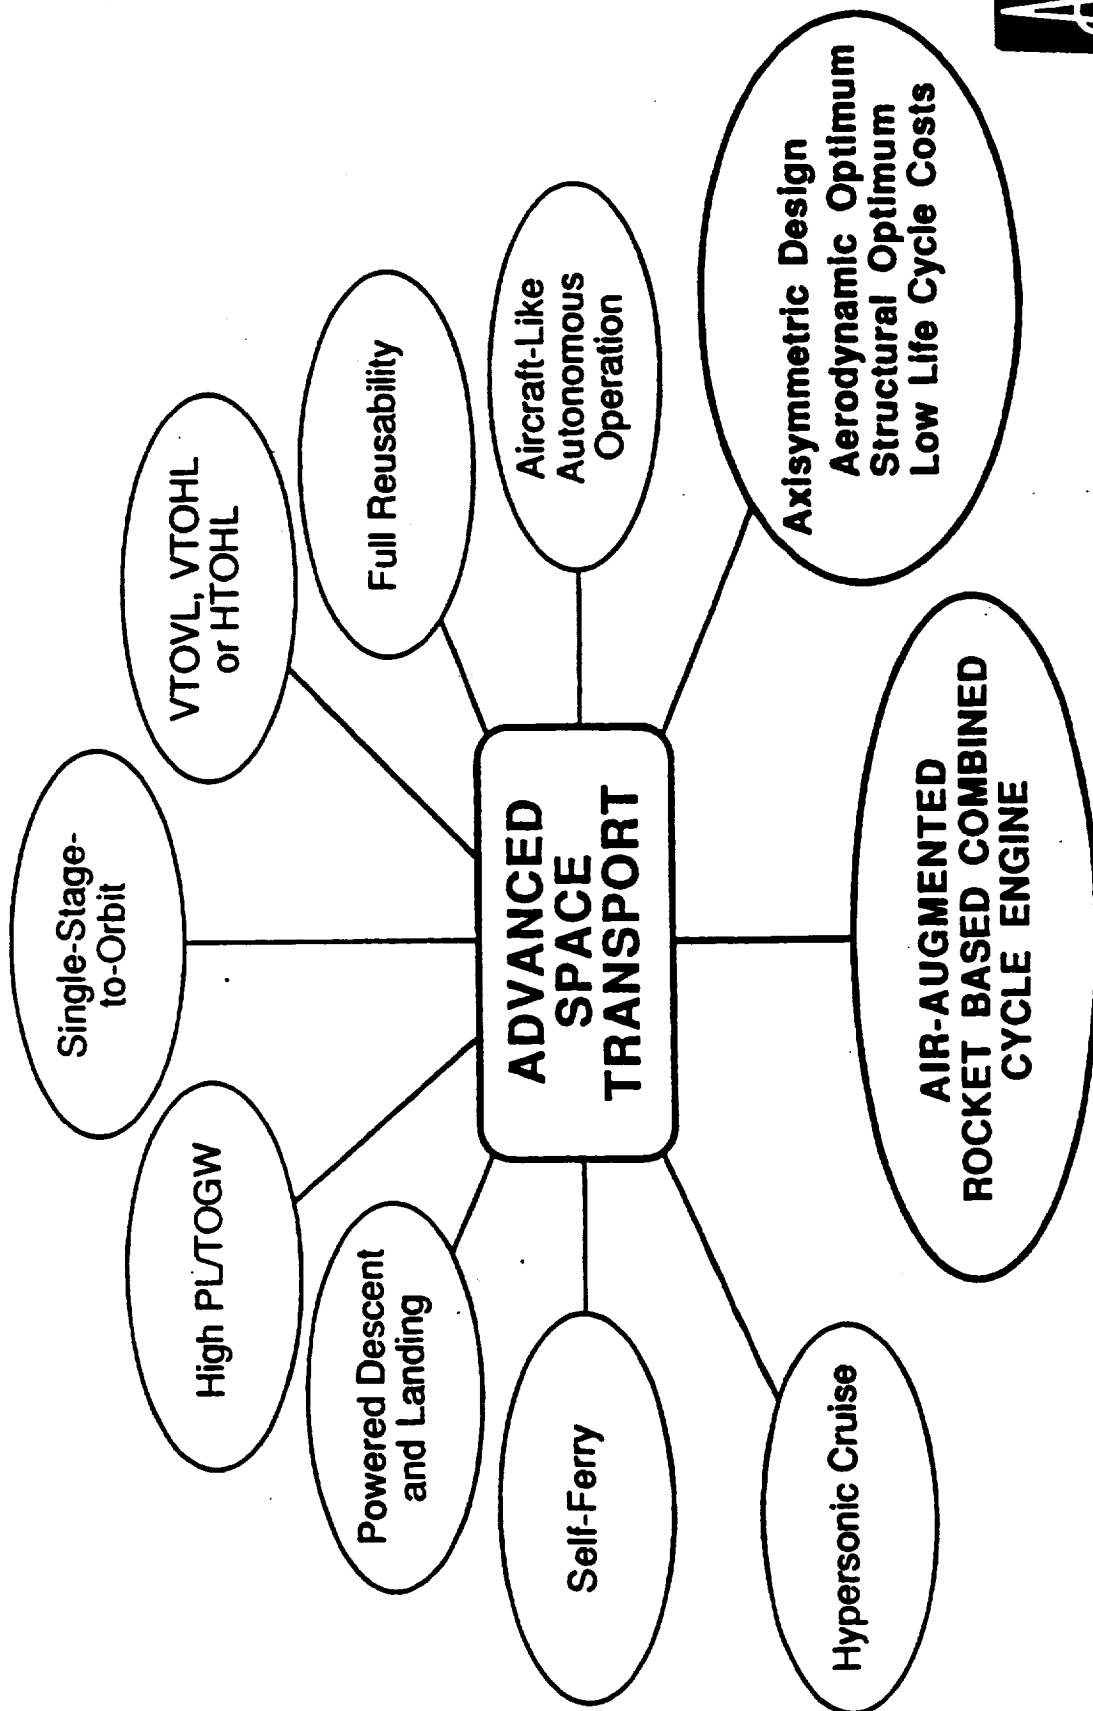 Single-Stage-
to-Orbit
High PL/TOGW
VTOVL, VTOHL
or HTOHL
Powered Descent
and Landing
Full Reusability
ADVANCED
SPACE
TRANSPORT
Self-Ferry
Aircraft-Like
Autonomous
Operation
Hypersonic Cruise
AIR-AUGMENTED
ROCKET BASED COMBINED
CYCLE ENGINE
Axisymmetric Design
Aerodynamic Optimum
Structural Optimum
Low Life Cycle Costs